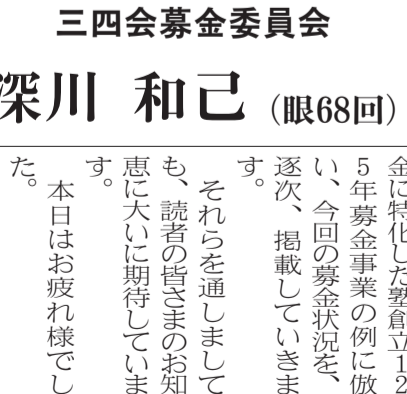 三四会募金委員会
深川 和己(眼68回)
金に特化した塾創立12
5年募金事業の例に倣
い、今回の募金状況を、
逐次、掲載していきま
す。
それらを通しまして
も、読者の皆さまのお知
恵に大いに期待していま
す。
本日はお疲れ様でし
た。